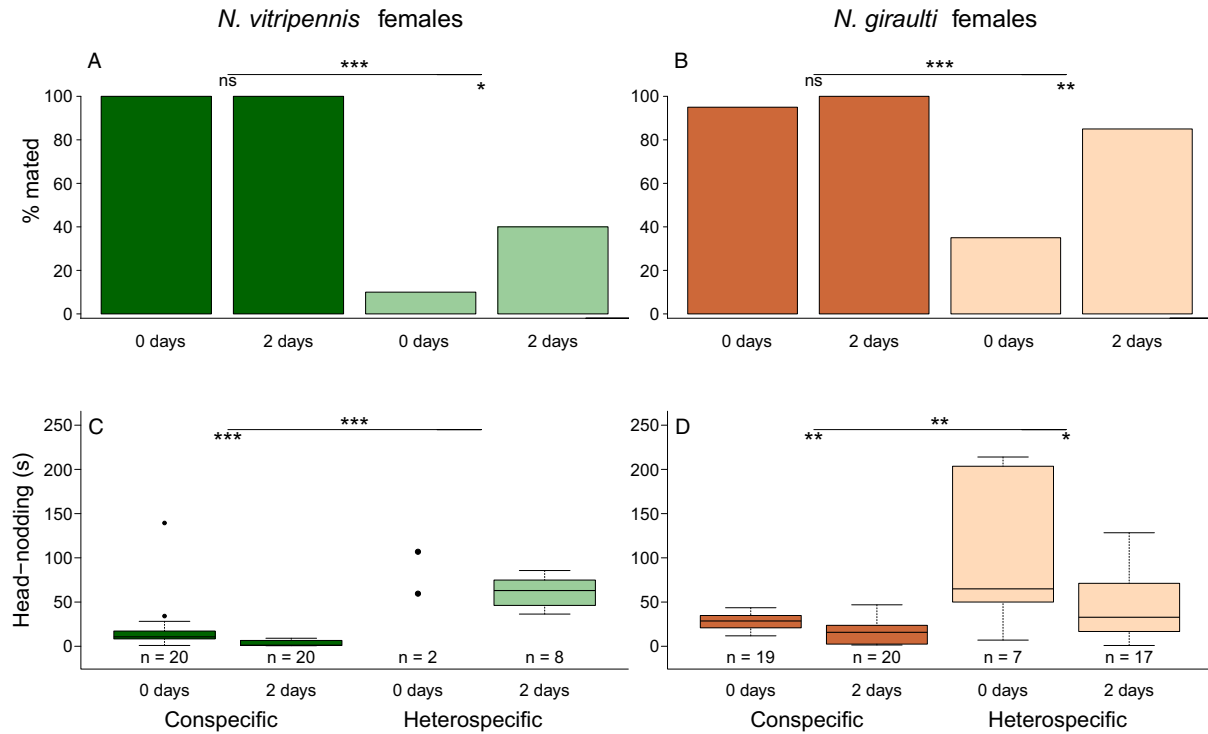 N. vitripennis females
N. giraulti females
A
***
ns
*
100
80
60
40
20
0
% mated
0 days
2 days
0 days
2 days
B
***
ns
**
100
80
60
40
20
0
0 days
2 days
0 days
2 days
C
***
***
250
200
150
100
50
0
Head−nodding (s)
n = 20
n = 20
n = 2
n = 8
0 days
2 days
0 days
2 days
Conspecific
Heterospecific
D
**
**
*
250
200
150
100
50
0
n = 19
n = 20
n = 7
n = 17
0 days
2 days
0 days
2 days
Conspecific
Heterospecific